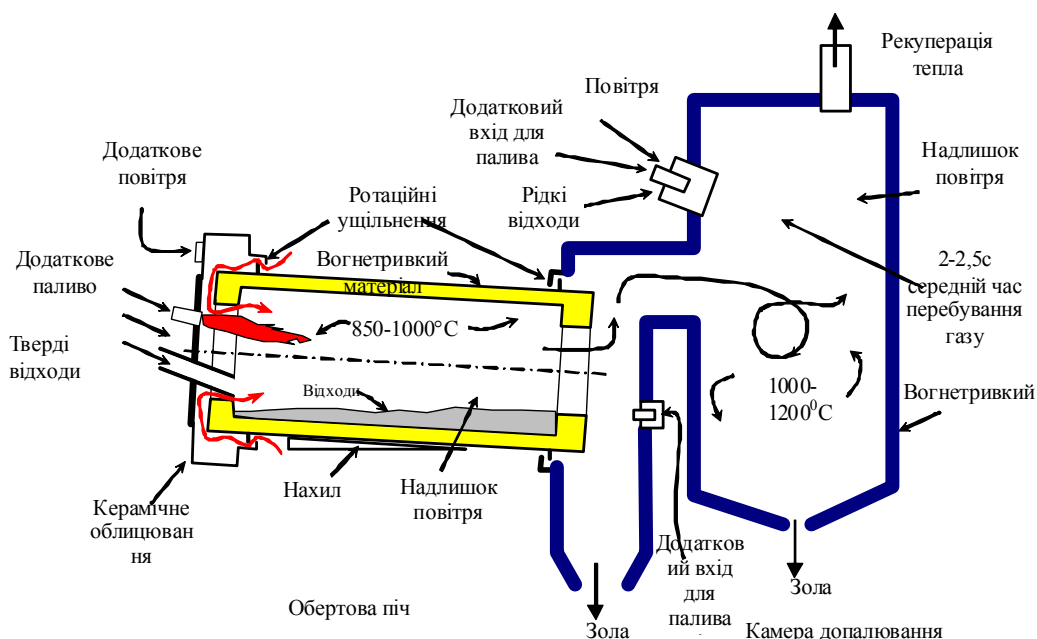 Рекуперація
тепла
Повітря
Додатковий
вхід для
палива
Надлишок
повітря
Додаткове
повітря
Ротаційні
ущільнення
Рідкі
відходи
Вогнетривкий
матеріал
Додаткове
паливо
2-2,5с
середній час
перебування
газу
850-1000°C
Тверді
відходи
Відходи
1000-
1200⁰C
Вогнетривкий
Нахил
Надлишок
повітря
Керамічне
облицюван
ня
Додатков
ий вхід
для
палива
Зола
Обертова піч
Зола
Камера допалювання